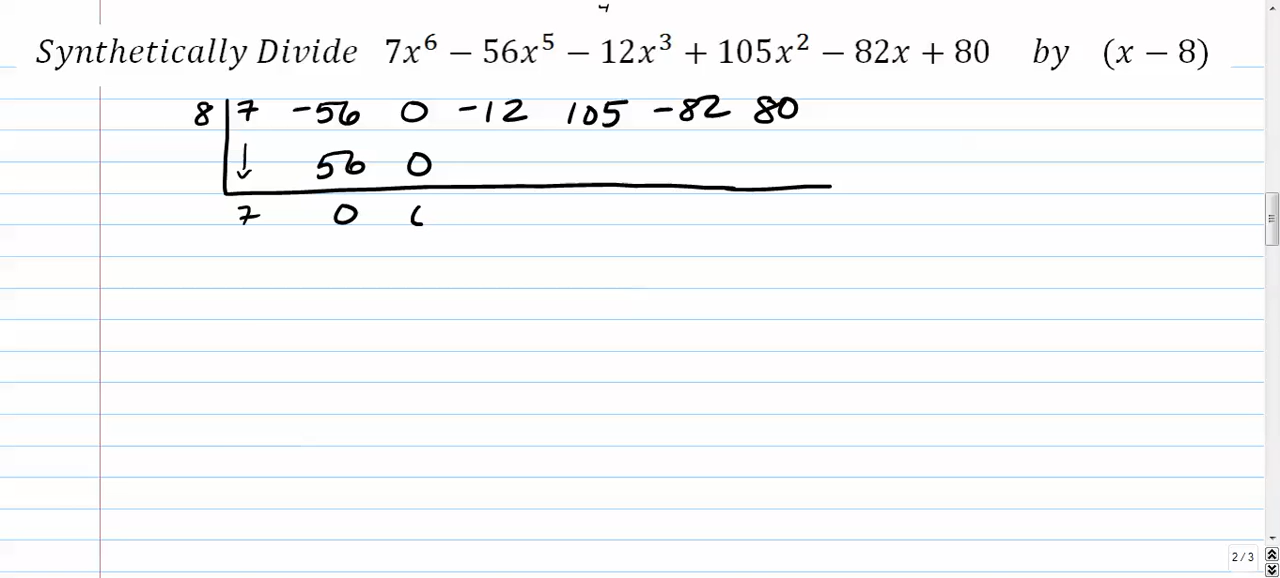 Synthetically Divide 7x⁶ − 56x⁵ − 12x³ + 105x² − 82x + 80 by (x − 8)
8 7 -56 0 -12 105 -82 80
↓ 56 0
7 0
2 / 3